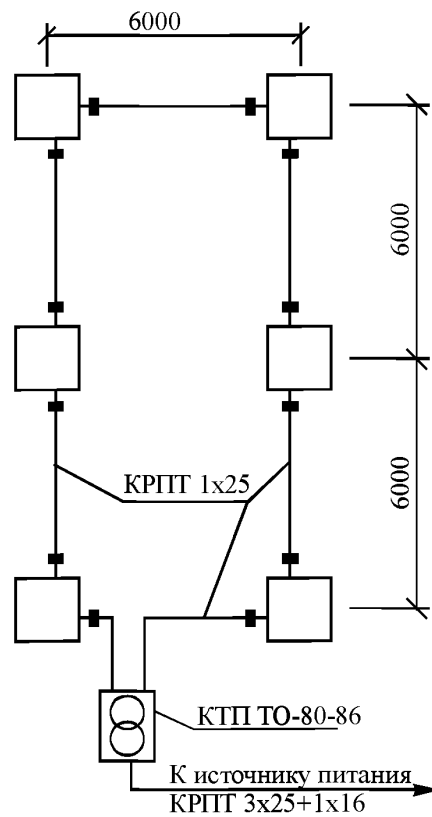 6000
6000
КРПТ 1х25
6000
КТП ТО-80-86
К источнику питания
КРПТ 3х25+1х16